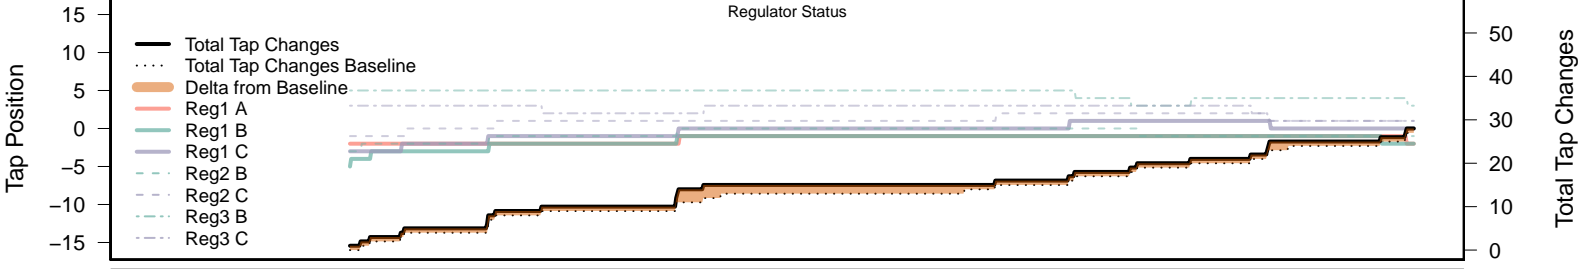 Regulator Status
Tap Position
15
10
5
0
−5
−10
−15
Total Tap Changes
Total Tap Changes Baseline
Delta from Baseline
Reg1 A
Reg1 B
Reg1 C
Reg2 B
Reg2 C
Reg3 B
Reg3 C
50
40
30
20
10
0
Total Tap Changes